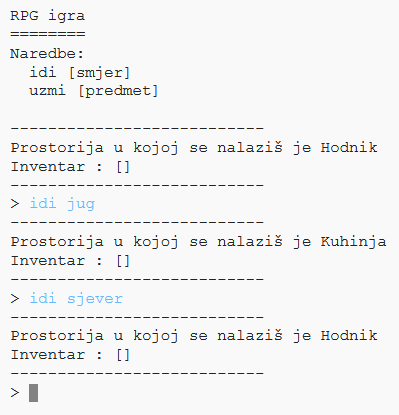 RPG igra
========
Naredbe:
  idi [smjer]
  uzmi [predmet]

---------------------------
Prostorija u kojoj se nalaziš je Hodnik
Inventar : []
---------------------------
> idi jug
---------------------------
Prostorija u kojoj se nalaziš je Kuhinja
Inventar : []
---------------------------
> idi sjever
---------------------------
Prostorija u kojoj se nalaziš je Hodnik
Inventar : []
---------------------------
>